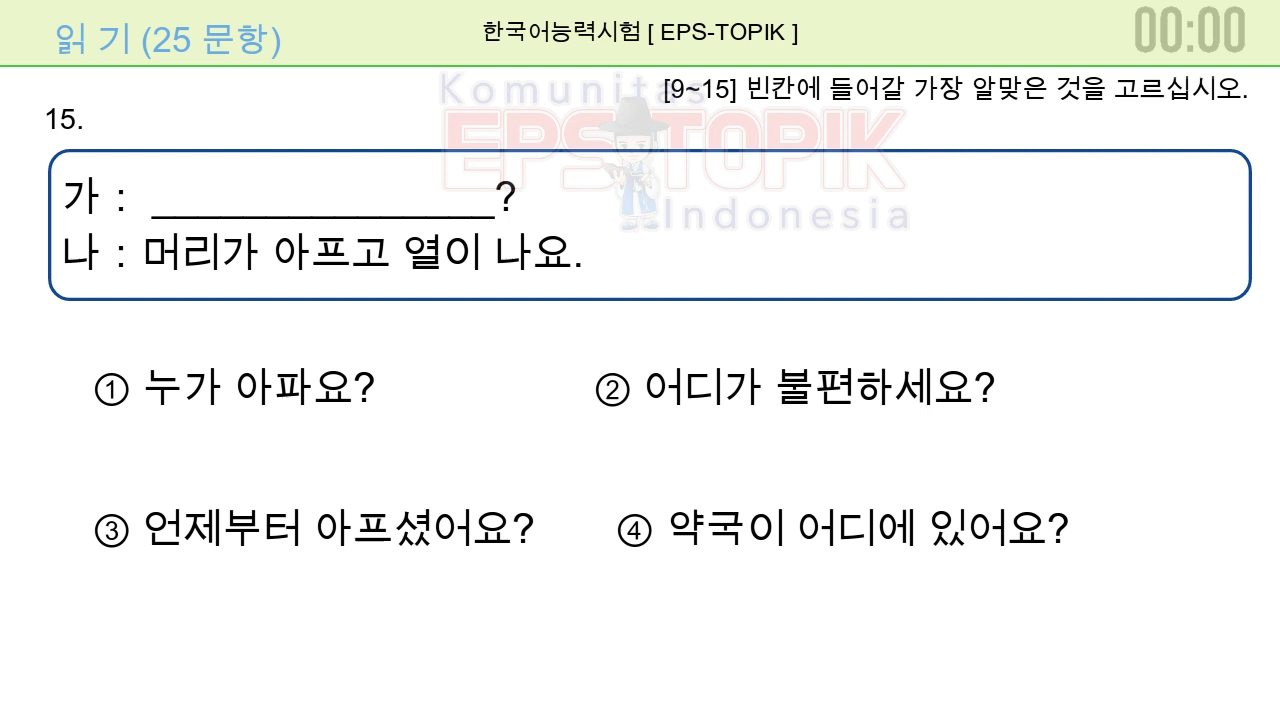 읽 기 (25 문항)
한국어능력시험 [ EPS-TOPIK ]
00:00
Komunitas
EPS TOPIK
Indonesia
[9~15] 빈칸에 들어갈 가장 알맞은 것을 고르십시오.
15.
가 : _______________?
나 : 머리가 아프고 열이 나요.
① 누가 아파요? ② 어디가 불편하세요?
③ 언제부터 아프셨어요? ④ 약국이 어디에 있어요?